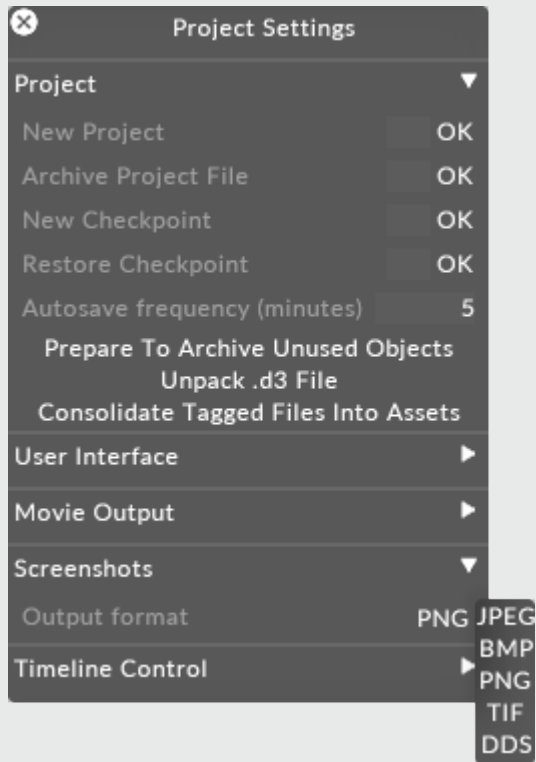 Project Settings
Project
New Project OK
Archive Project File OK
New Checkpoint OK
Restore Checkpoint OK
Autosave frequency (minutes) 5
Prepare To Archive Unused Objects
Unpack .d3 File
Consolidate Tagged Files Into Assets
User Interface
Movie Output
Screenshots
Output format PNG
Timeline Control
JPEG
BMP
PNG
TIF
DDS